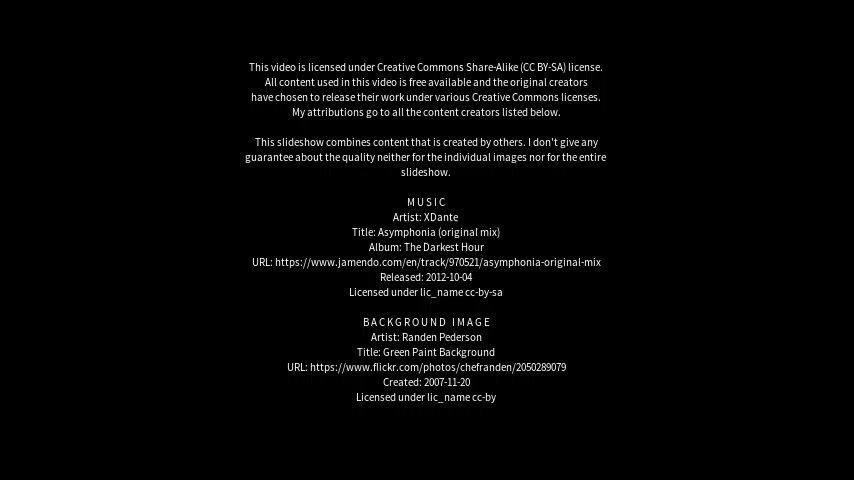 This video is licensed under Creative Commons Share-Alike (CC BY-SA) license.
All content used in this video is free available and the original creators
have chosen to release their work under various Creative Commons licenses.
My attributions go to all the content creators listed below.
This slideshow combines content that is created by others. I don't give any
guarantee about the quality neither for the individual images nor for the entire
slideshow.
MUSIC
Artist: XDante
Title: Asymphonia (original mix)
Album: The Darkest Hour
URL: https://www.jamendo.com/en/track/970521/asymphonia-original-mix
Released: 2012-10-04
Licensed under lic_name cc-by-sa
BACKGROUND IMAGE
Artist: Randen Pederson
Title: Green Paint Background
URL: https://www.flickr.com/photos/chefranden/2050289079
Created: 2007-11-20
Licensed under lic_name cc-by